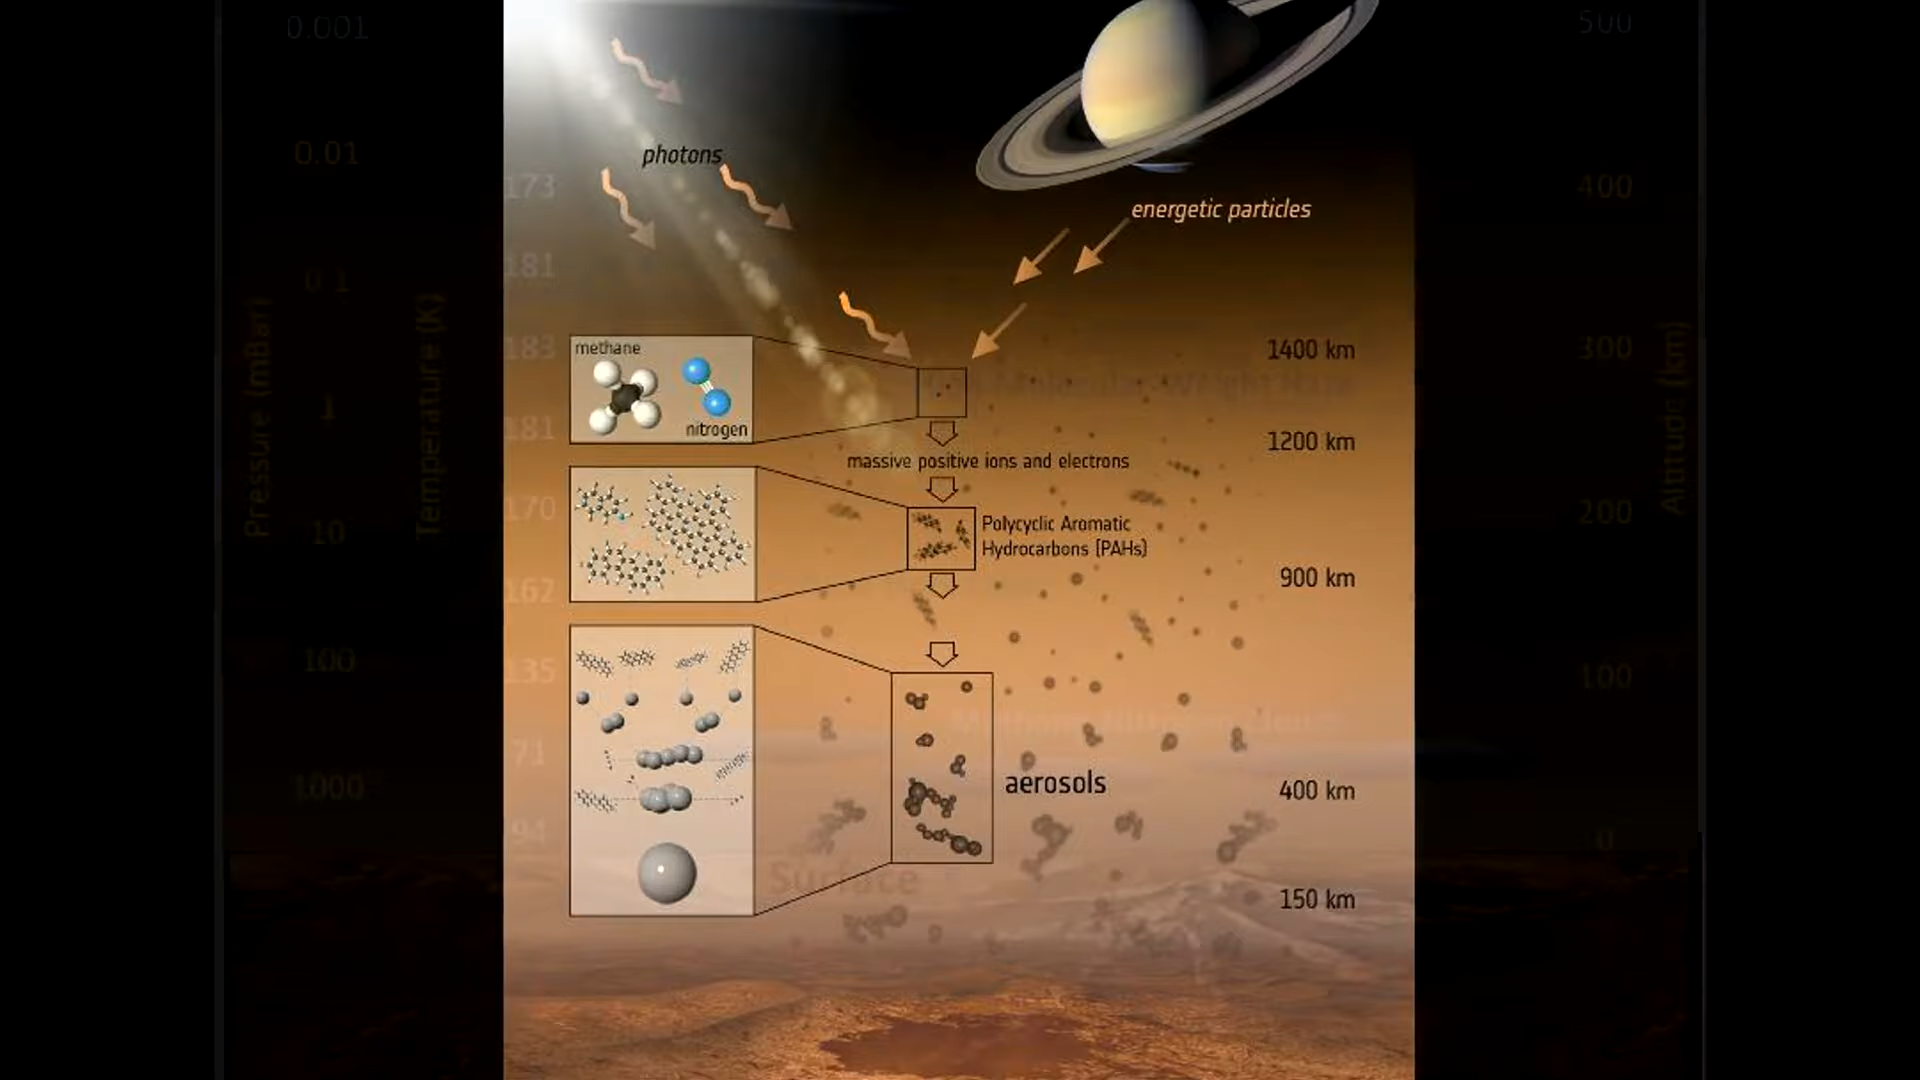 0.001
500
0.01
photons
173
400
energetic particles
181
0.1
methane
183
1400 km
300
Pressure (mBar)
Temperature (K)
Altitude (km)
1
nitrogen
181
1200 km
massive positive ions and electrons
170
10
Polycyclic Aromatic
Hydrocarbons (PAHs)
200
162
900 km
100
135
100
71
1000
aerosols
400 km
94
0
Surface
150 km